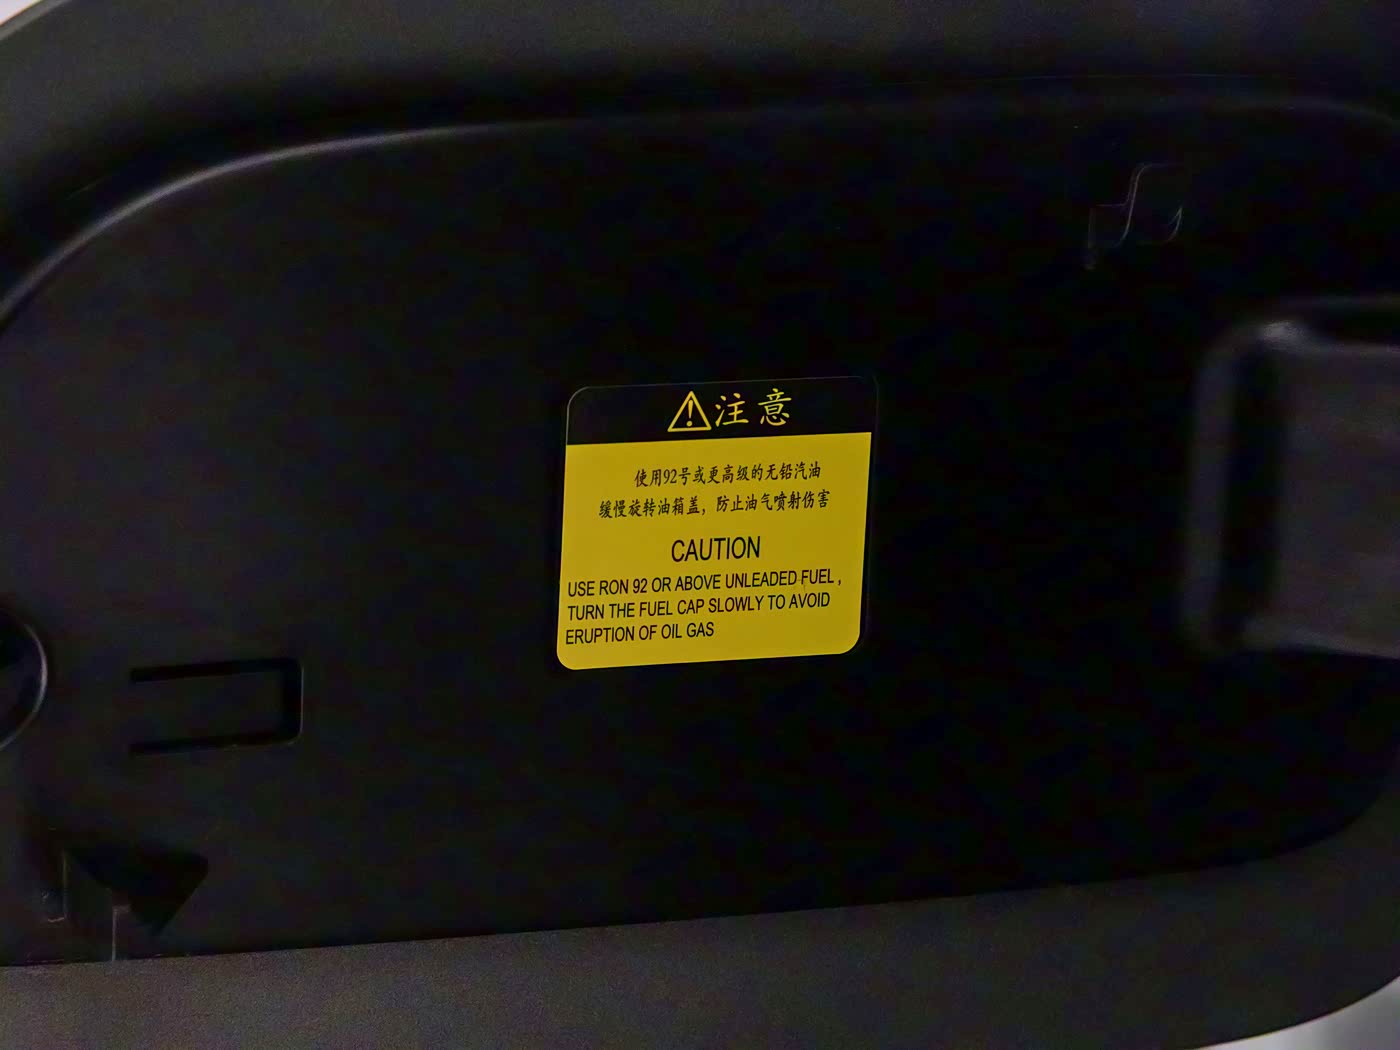 注意
使用92号或更高级的无铅汽油
缓慢旋转油箱盖，防止油气喷射伤害
CAUTION
USE RON 92 OR ABOVE UNLEADED FUEL ,
TURN THE FUEL CAP SLOWLY TO AVOID
ERUPTION OF OIL GAS